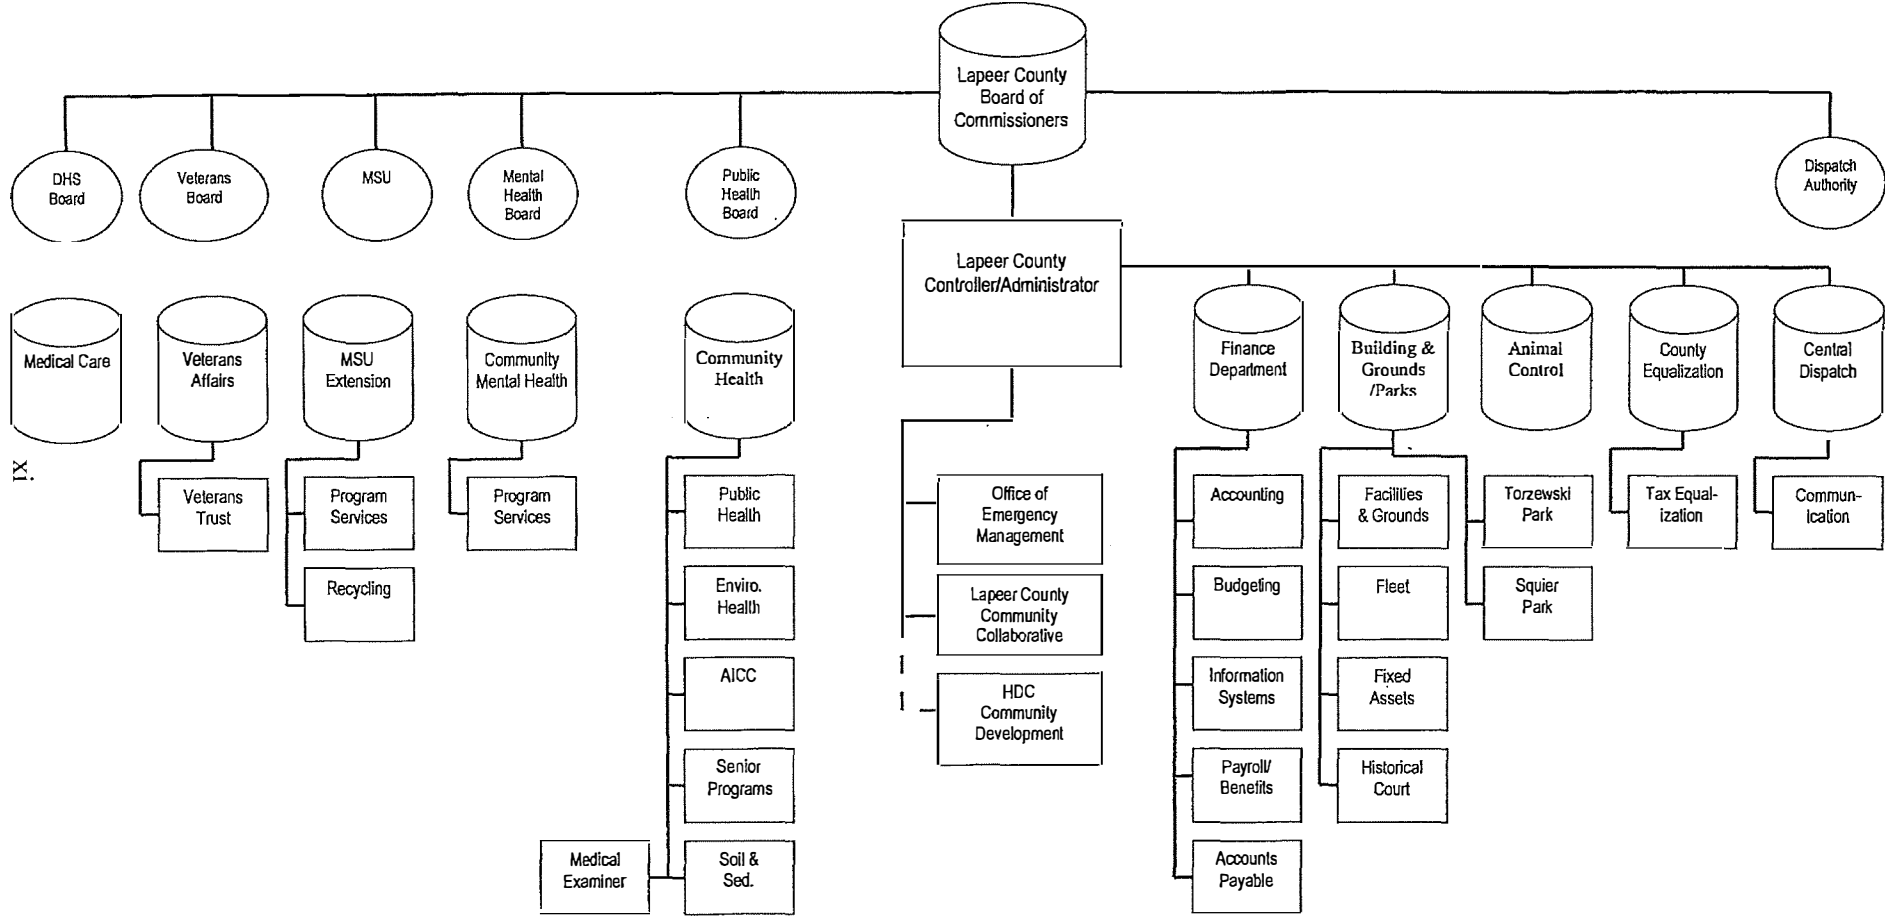 Lapeer County
Board of
Commissioners
DHS
Board
Veterans
Board
MSU
Mental
Health
Board
Public
Health
Board
Dispatch
Authority
Lapeer County
Controller/Administrator
Medical Care
Veterans
Affairs
MSU
Extension
Community
Mental Health
Community
Health
Finance
Department
Building &
Grounds
/Parks
Animal
Control
County
Equalization
Central
Dispatch
xi
Veterans
Trust
Program
Services
Recycling
Program
Services
Public
Health
Enviro.
Health
AICC
Senior
Programs
Medical
Examiner
Soil &
Sed.
Office of
Emergency
Management
Lapeer County
Community
Collaborative
HDC
Community
Development
Accounting
Budgeting
Information
Systems
Payroll/
Benefits
Accounts
Payable
Facilities
& Grounds
Fleet
Fixed
Assets
Historical
Court
Torzewski
Park
Squier
Park
Tax Equal-
ization
Commun-
ication